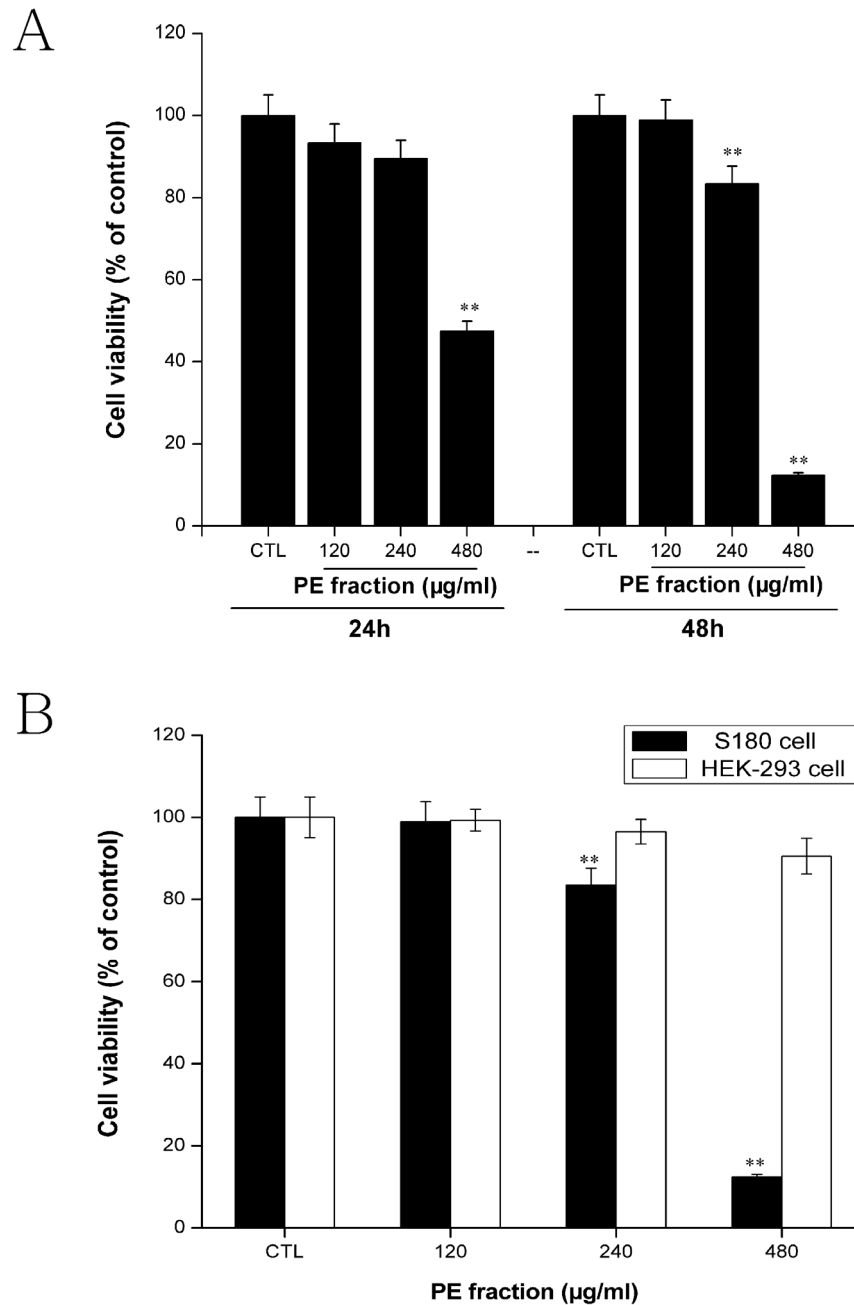 A
Cell viability (% of control)
120
100
80
60
40
20
0
**
**
**
CTL 120 240 480 -- CTL 120 240 480
PE fraction (µg/ml) PE fraction (µg/ml)
24h 48h
B
Cell viability (% of control)
120
100
80
60
40
20
0
S180 cell
HEK-293 cell
**
**
CTL 120 240 480
PE fraction (µg/ml)